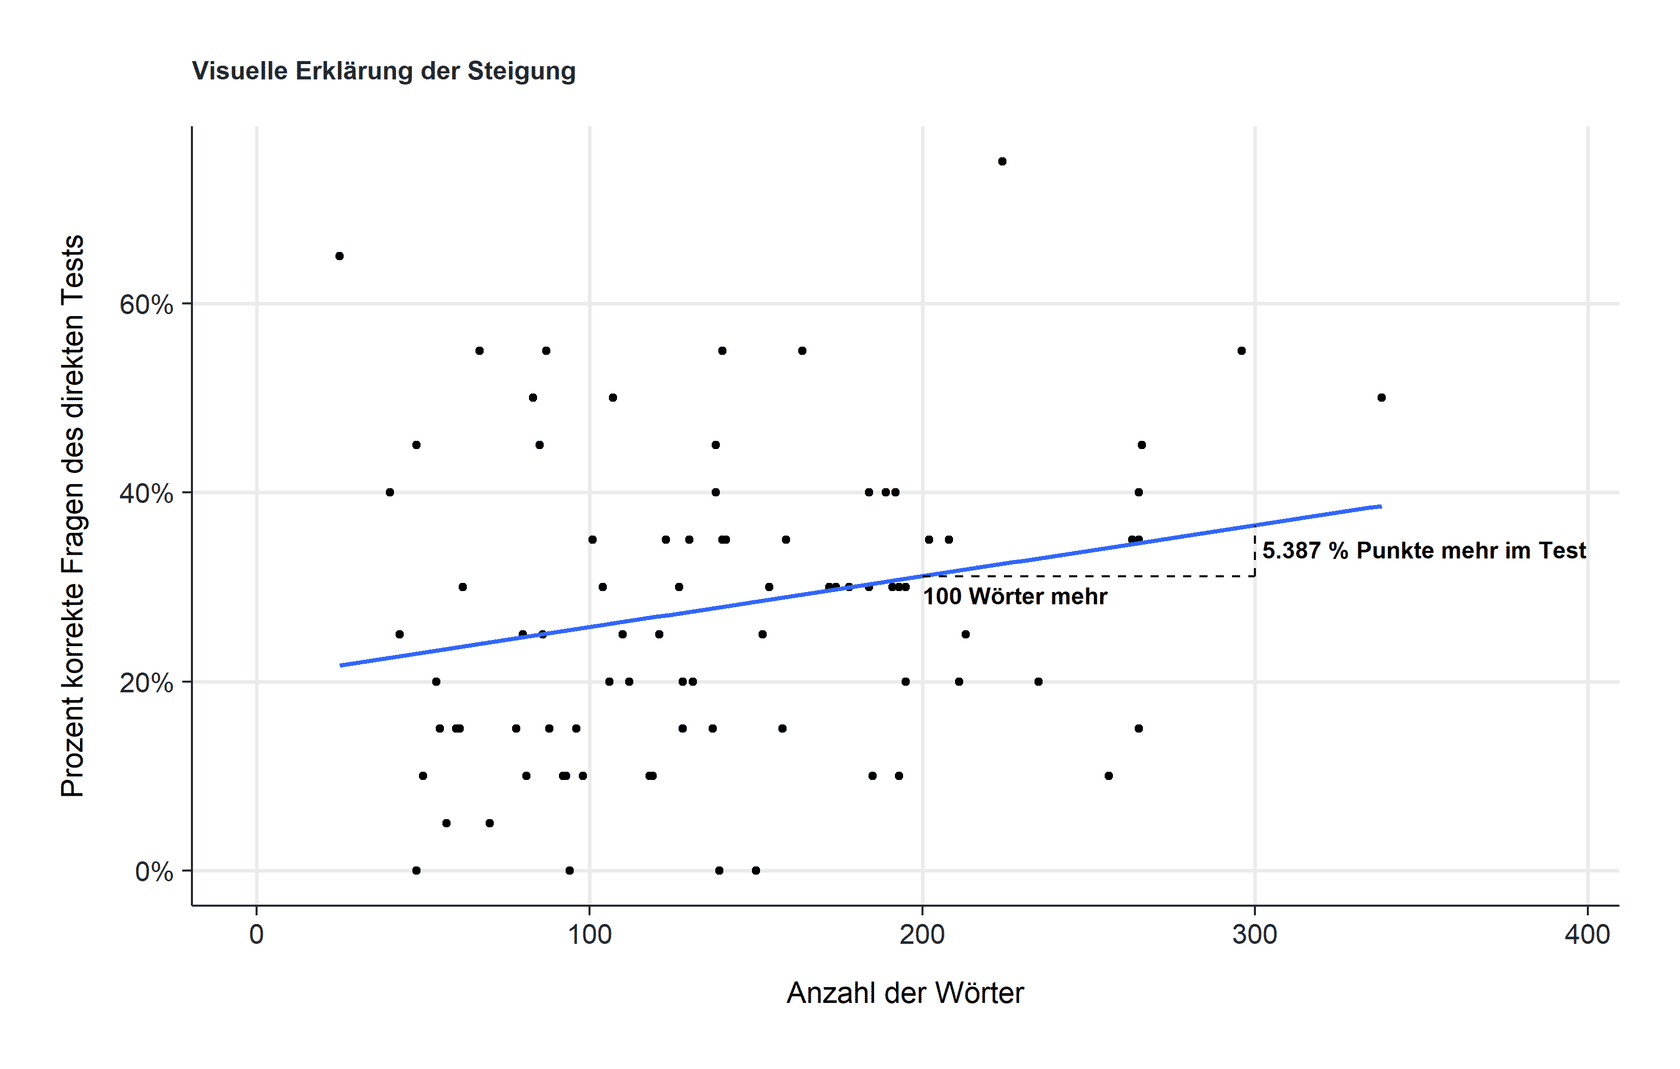 Visuelle Erklärung der Steigung
Prozent korrekte Fragen des direkten Tests
60%
40%
20%
0%
5.387 % Punkte mehr im Test
100 Wörter mehr
0 100 200 300 400
Anzahl der Wörter